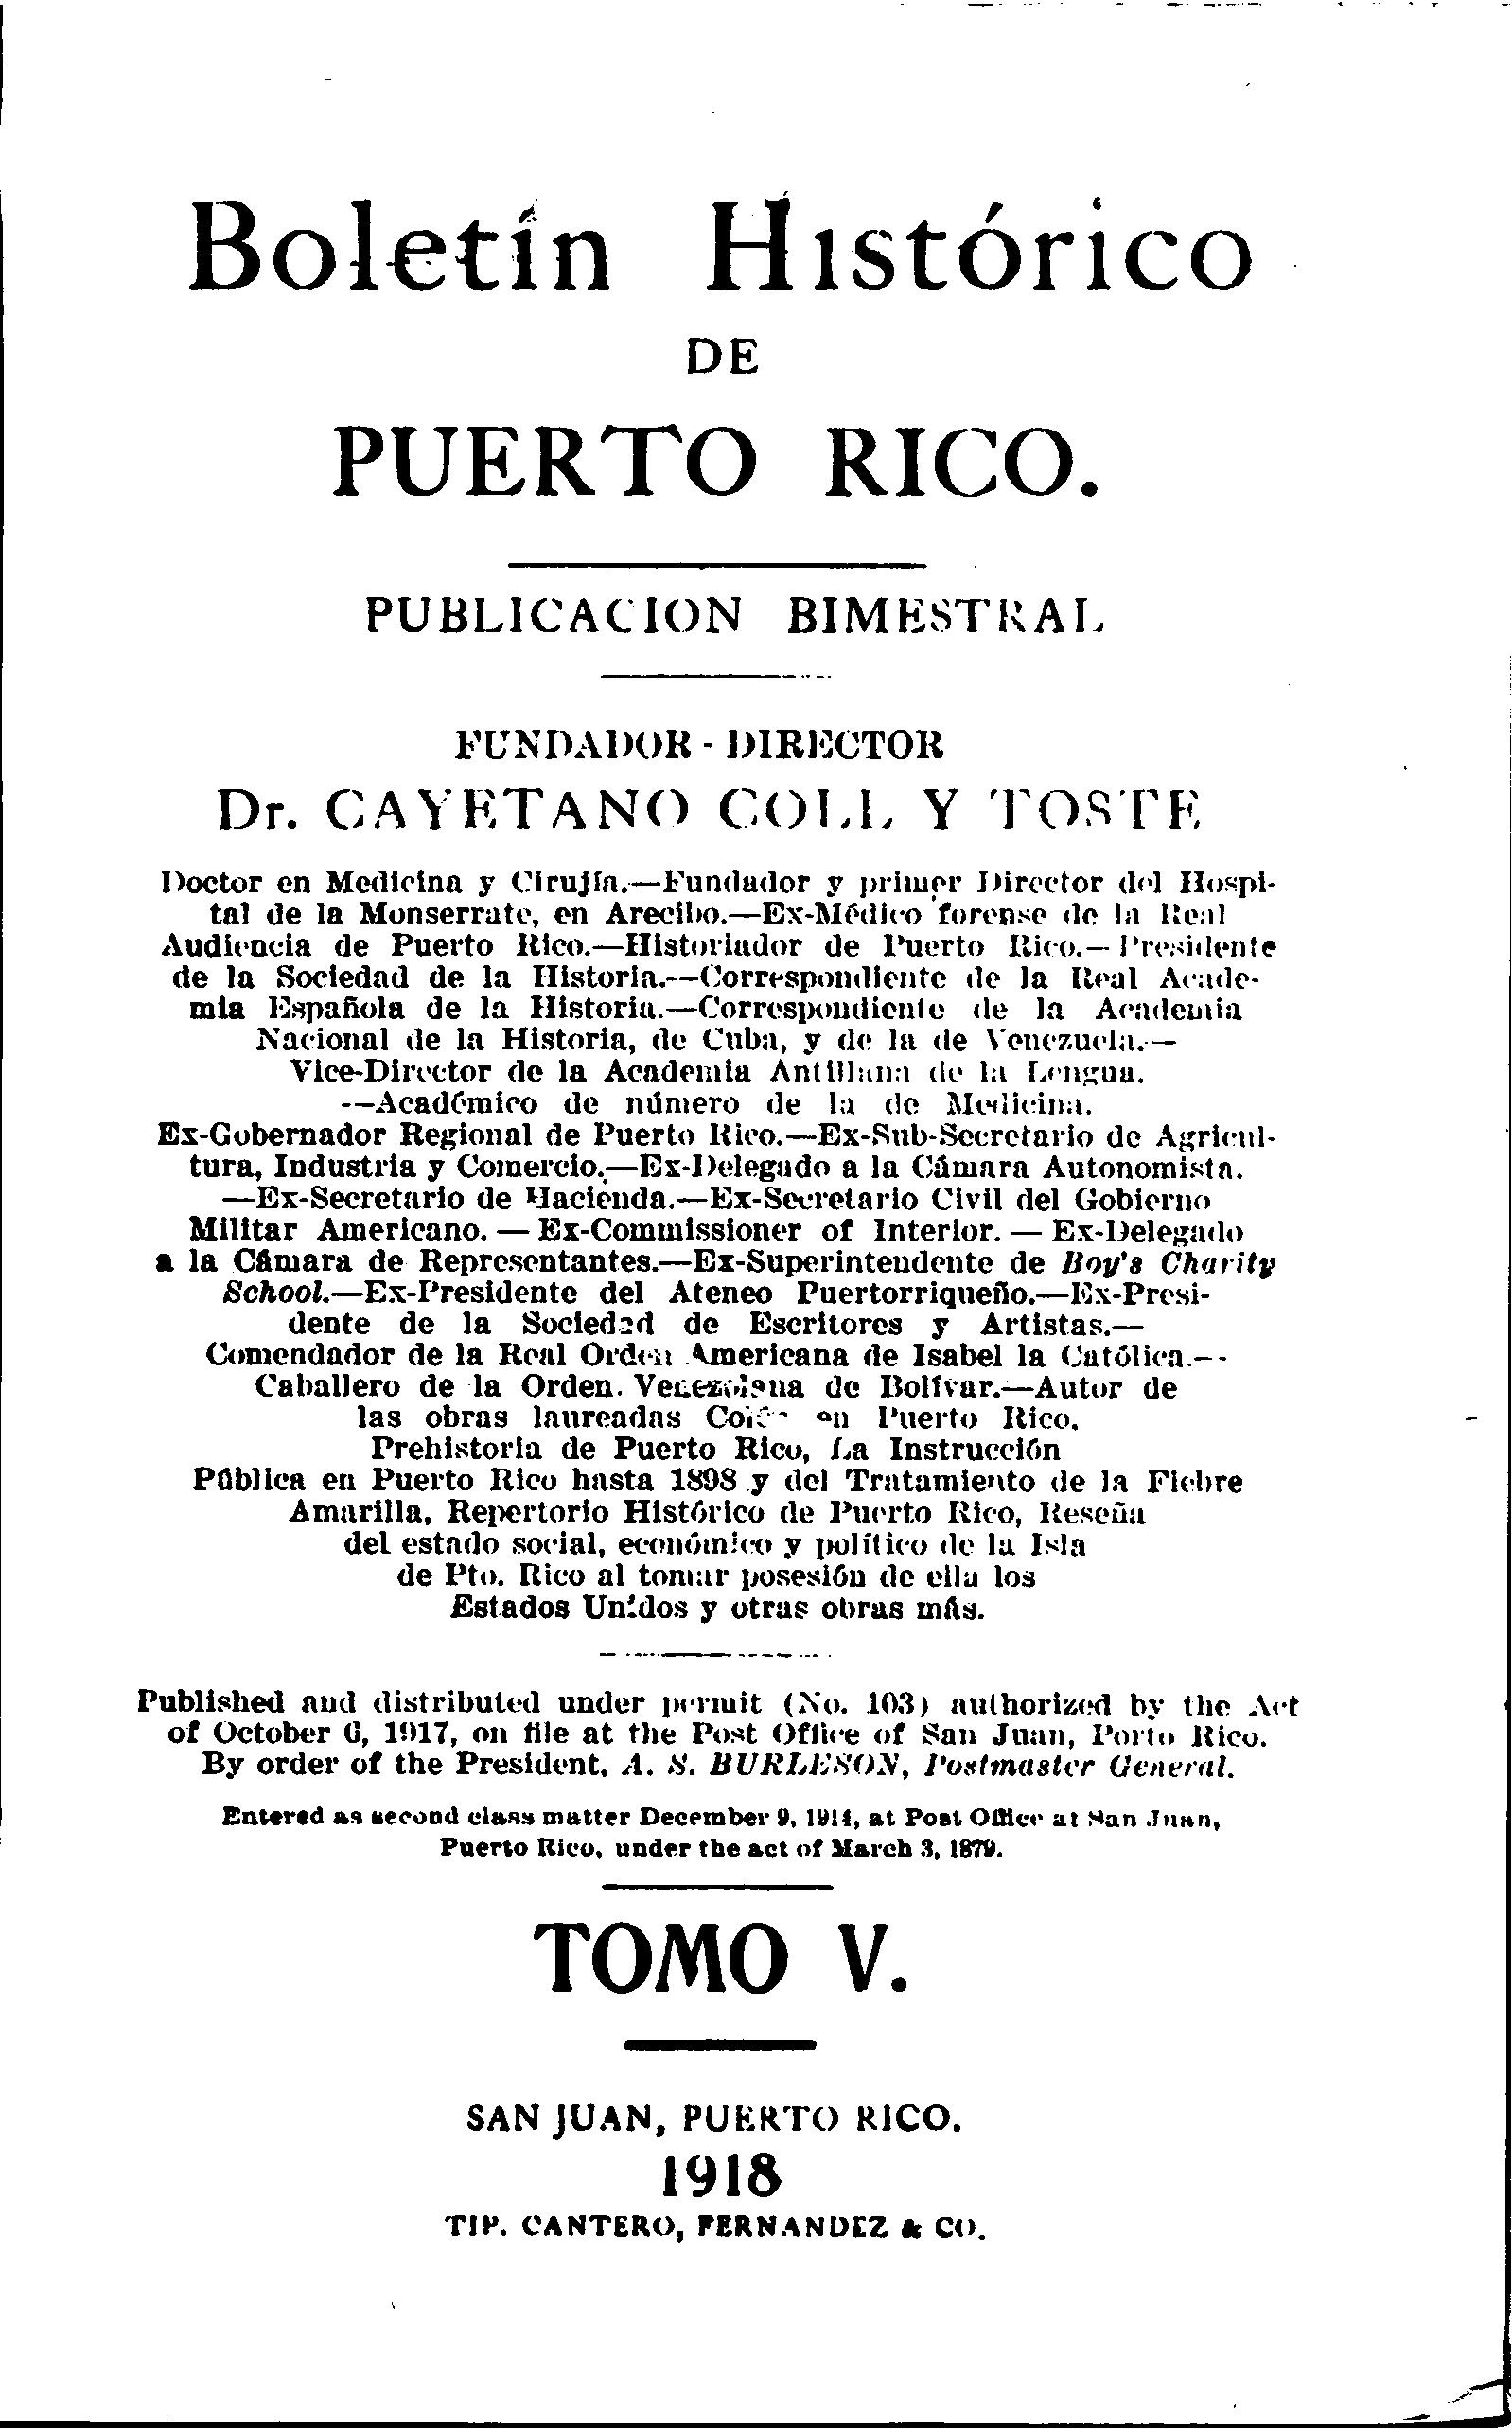 Boletín Histórico
DE
PUERTO RICO.
PUBLICACION BIMESTRAL
FUNDADOR - DIRECTOR
Dr. CAYETANO COLL Y TOSTE
Doctor en Medicina y Cirujía.—Fundador y primer Director del Hospi-
tal de la Monserrate, en Arecibo.—Ex-Médico forense de la Real
Audiencia de Puerto Rico.—Historiador de Puerto Rico.—Presidente
de la Sociedad de la Historia.—Correspondiente de la Real Acade-
mia Española de la Historia.—Correspondiente de la Academia
Nacional de la Historia, de Cuba, y de la de Venezuela.—
Vice-Director de la Academia Antillana de la Lengua.
—Académico de número de la de Medicina.
Ex-Gobernador Regional de Puerto Rico.—Ex-Sub-Secretario de Agricul-
tura, Industria y Comercio.—Ex-Delegado a la Cámara Autonomista.
—Ex-Secretario de Hacienda.—Ex-Secretario Civil del Gobierno
Militar Americano. — Ex-Commissioner of Interior. — Ex-Delegado
a la Cámara de Representantes.—Ex-Superintendente de Boy's Charity
School.—Ex-Presidente del Ateneo Puertorriqueño.—Ex-Presi-
dente de la Sociedad de Escritores y Artistas.—
Comendador de la Real Orden Americana de Isabel la Católica.—
Caballero de la Orden. Venezolana de Bolívar.—Autor de
las obras laureadas Colón en Puerto Rico.
Prehistoria de Puerto Rico, La Instrucción
Pública en Puerto Rico hasta 1898 y del Tratamiento de la Fiebre
Amarilla, Repertorio Histórico de Puerto Rico, Reseña
del estado social, económico y político de la Isla
de Pto. Rico al tomar posesión de ella los
Estados Unidos y otras obras más.
Published and distributed under permit (No. 103) authorized by the Act
of October 6, 1917, on file at the Post Office of San Juan, Porto Rico.
By order of the President, A. S. BURLESON, Postmaster General.
Entered as second class matter December 9, 1914, at Post Office at San Juan,
Puerto Rico, under the act of March 3, 1879.
TOMO V.
SAN JUAN, PUERTO RICO.
1918
TIP. CANTERO, FERNANDEZ & CO.